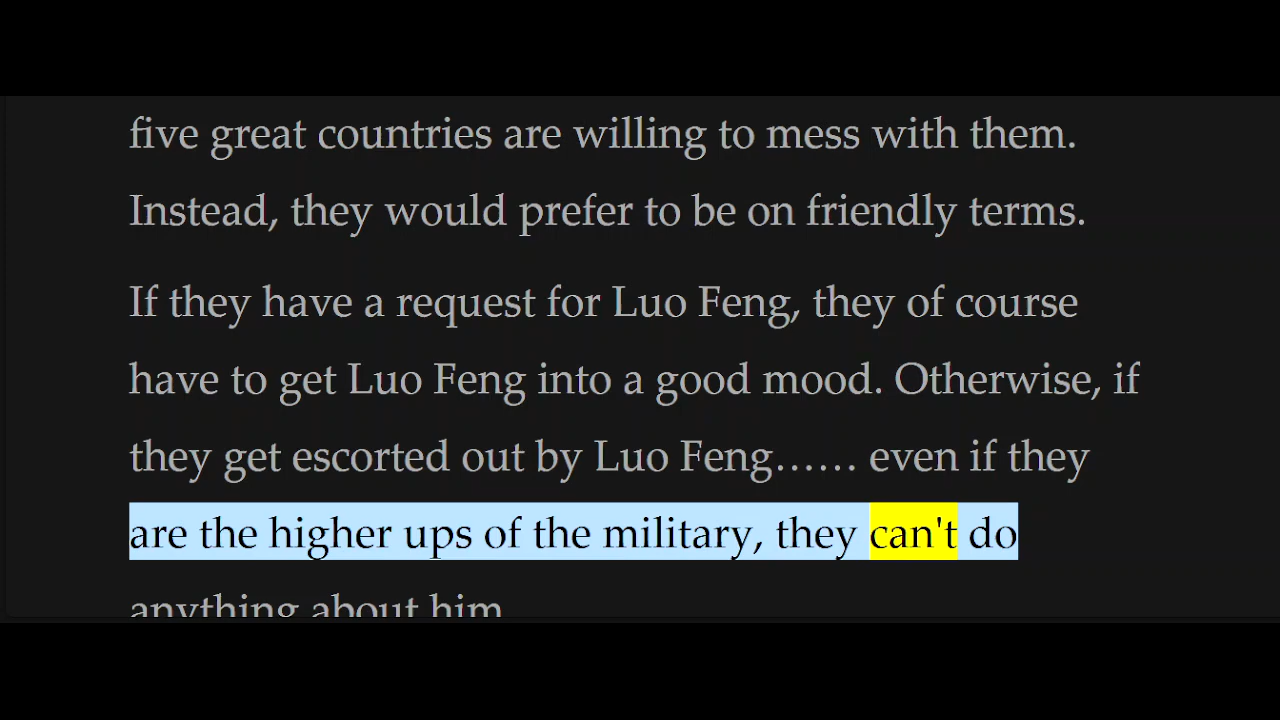 five great countries are willing to mess with them.
Instead, they would prefer to be on friendly terms.
If they have a request for Luo Feng, they of course
have to get Luo Feng into a good mood. Otherwise, if
they get escorted out by Luo Feng…… even if they
are the higher ups of the military, they can't do
anything about him